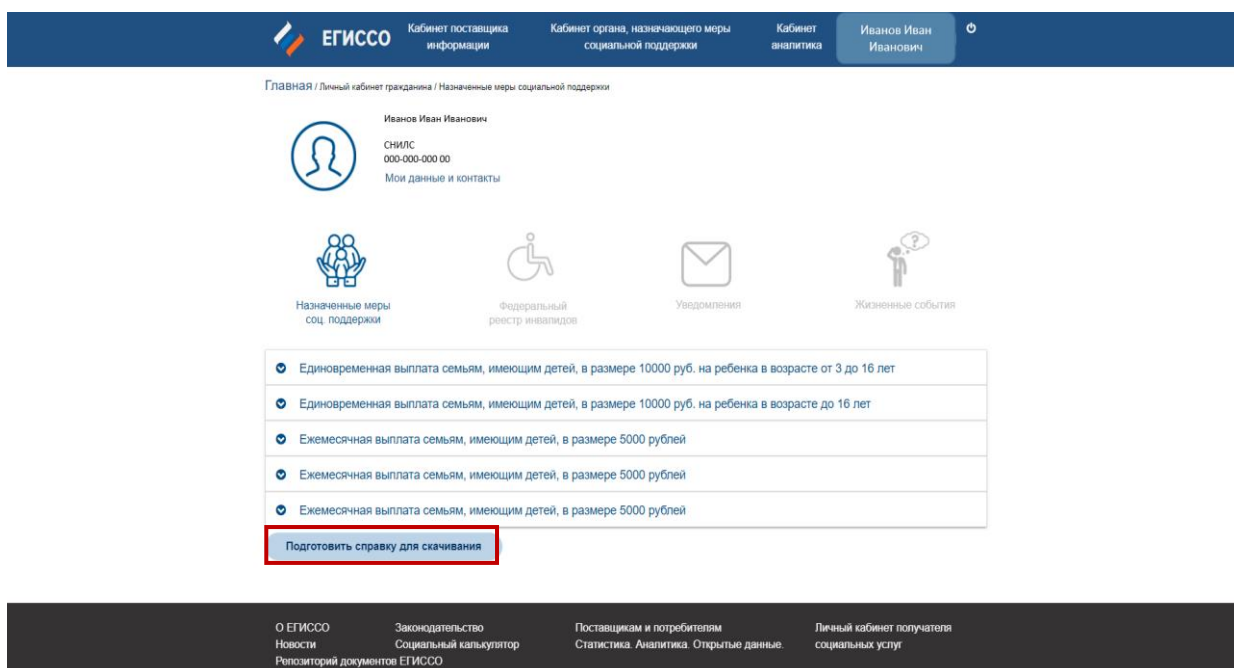 ЕГИССО
Кабинет поставщика
информации
Кабинет органа, назначающего меры
социальной поддержки
Кабинет
аналитика
Иванов Иван
Иванович
Главная / Личный кабинет гражданина / Назначенные меры социальной поддержки
Иванов Иван Иванович
СНИЛС
000-000-000 00
Мои данные и контакты
Назначенные меры
соц. поддержки
Федеральный
реестр инвалидов
Уведомления
Жизненные события
Единовременная выплата семьям, имеющим детей, в размере 10000 руб. на ребенка в возрасте от 3 до 16 лет
Единовременная выплата семьям, имеющим детей, в размере 10000 руб. на ребенка в возрасте до 16 лет
Ежемесячная выплата семьям, имеющим детей, в размере 5000 рублей
Ежемесячная выплата семьям, имеющим детей, в размере 5000 рублей
Ежемесячная выплата семьям, имеющим детей, в размере 5000 рублей
Подготовить справку для скачивания
О ЕГИССО
Новости
Репозиторий документов ЕГИССО
Законодательство
Социальный калькулятор
Поставщикам и потребителям
Статистика. Аналитика. Открытые данные.
Личный кабинет получателя
социальных услуг